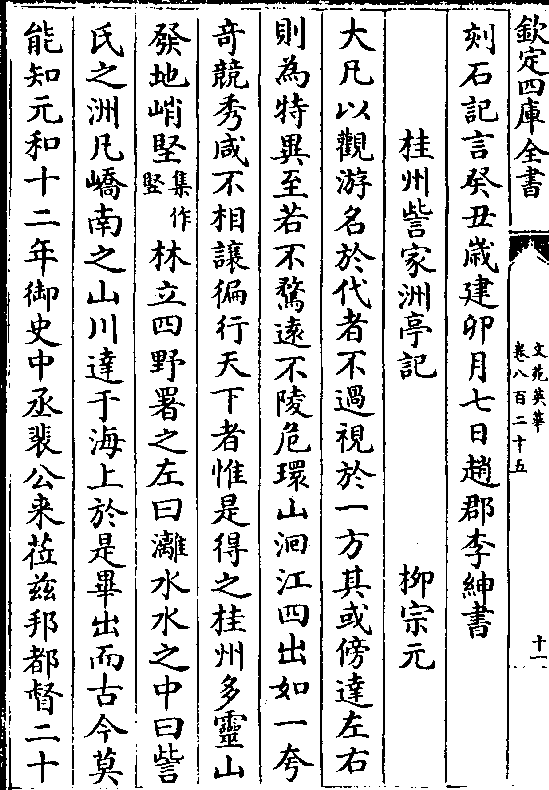 欽定四庫全書
文苑英華
卷八百二十五
十一
刻石記言癸丑歲建卯月七日趙郡李紳書
桂州訾家洲亭記 柳宗元
大凡以觀游名於代者不過視於一方其或傍達左右
則為特異至若不騖逺不陵危環山洄江四出如一夸
竒競秀咸不相讓徧行天下者惟是得之桂州多靈山
發地峭堅集作竪林立四野署之左曰灕水水之中曰訾
氏之洲凡嶠南之山川達于海上於是畢出而古今莫
能知元和十二年御史中丞裴公来莅兹邦都督二十